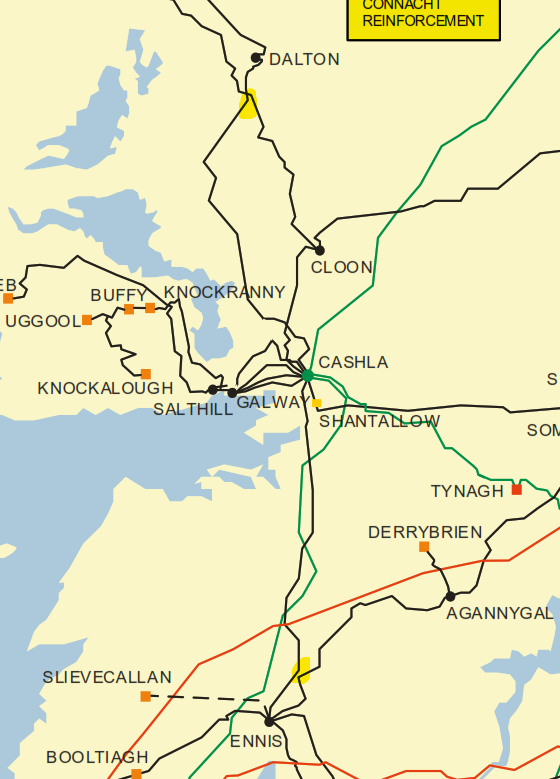 CONNACHT
REINFORCEMENT
DALTON
CLOON
EB
BUFFY
KNOCKRANNY
UGGOOL
CASHLA
KNOCKALOUGH
S
SALTHILL
GALWAY
SHANTALLOW
SOM
TYNAGH
DERRYBRIEN
AGANNYGAL
SLIEVECALLAN
ENNIS
BOOLTIAGH